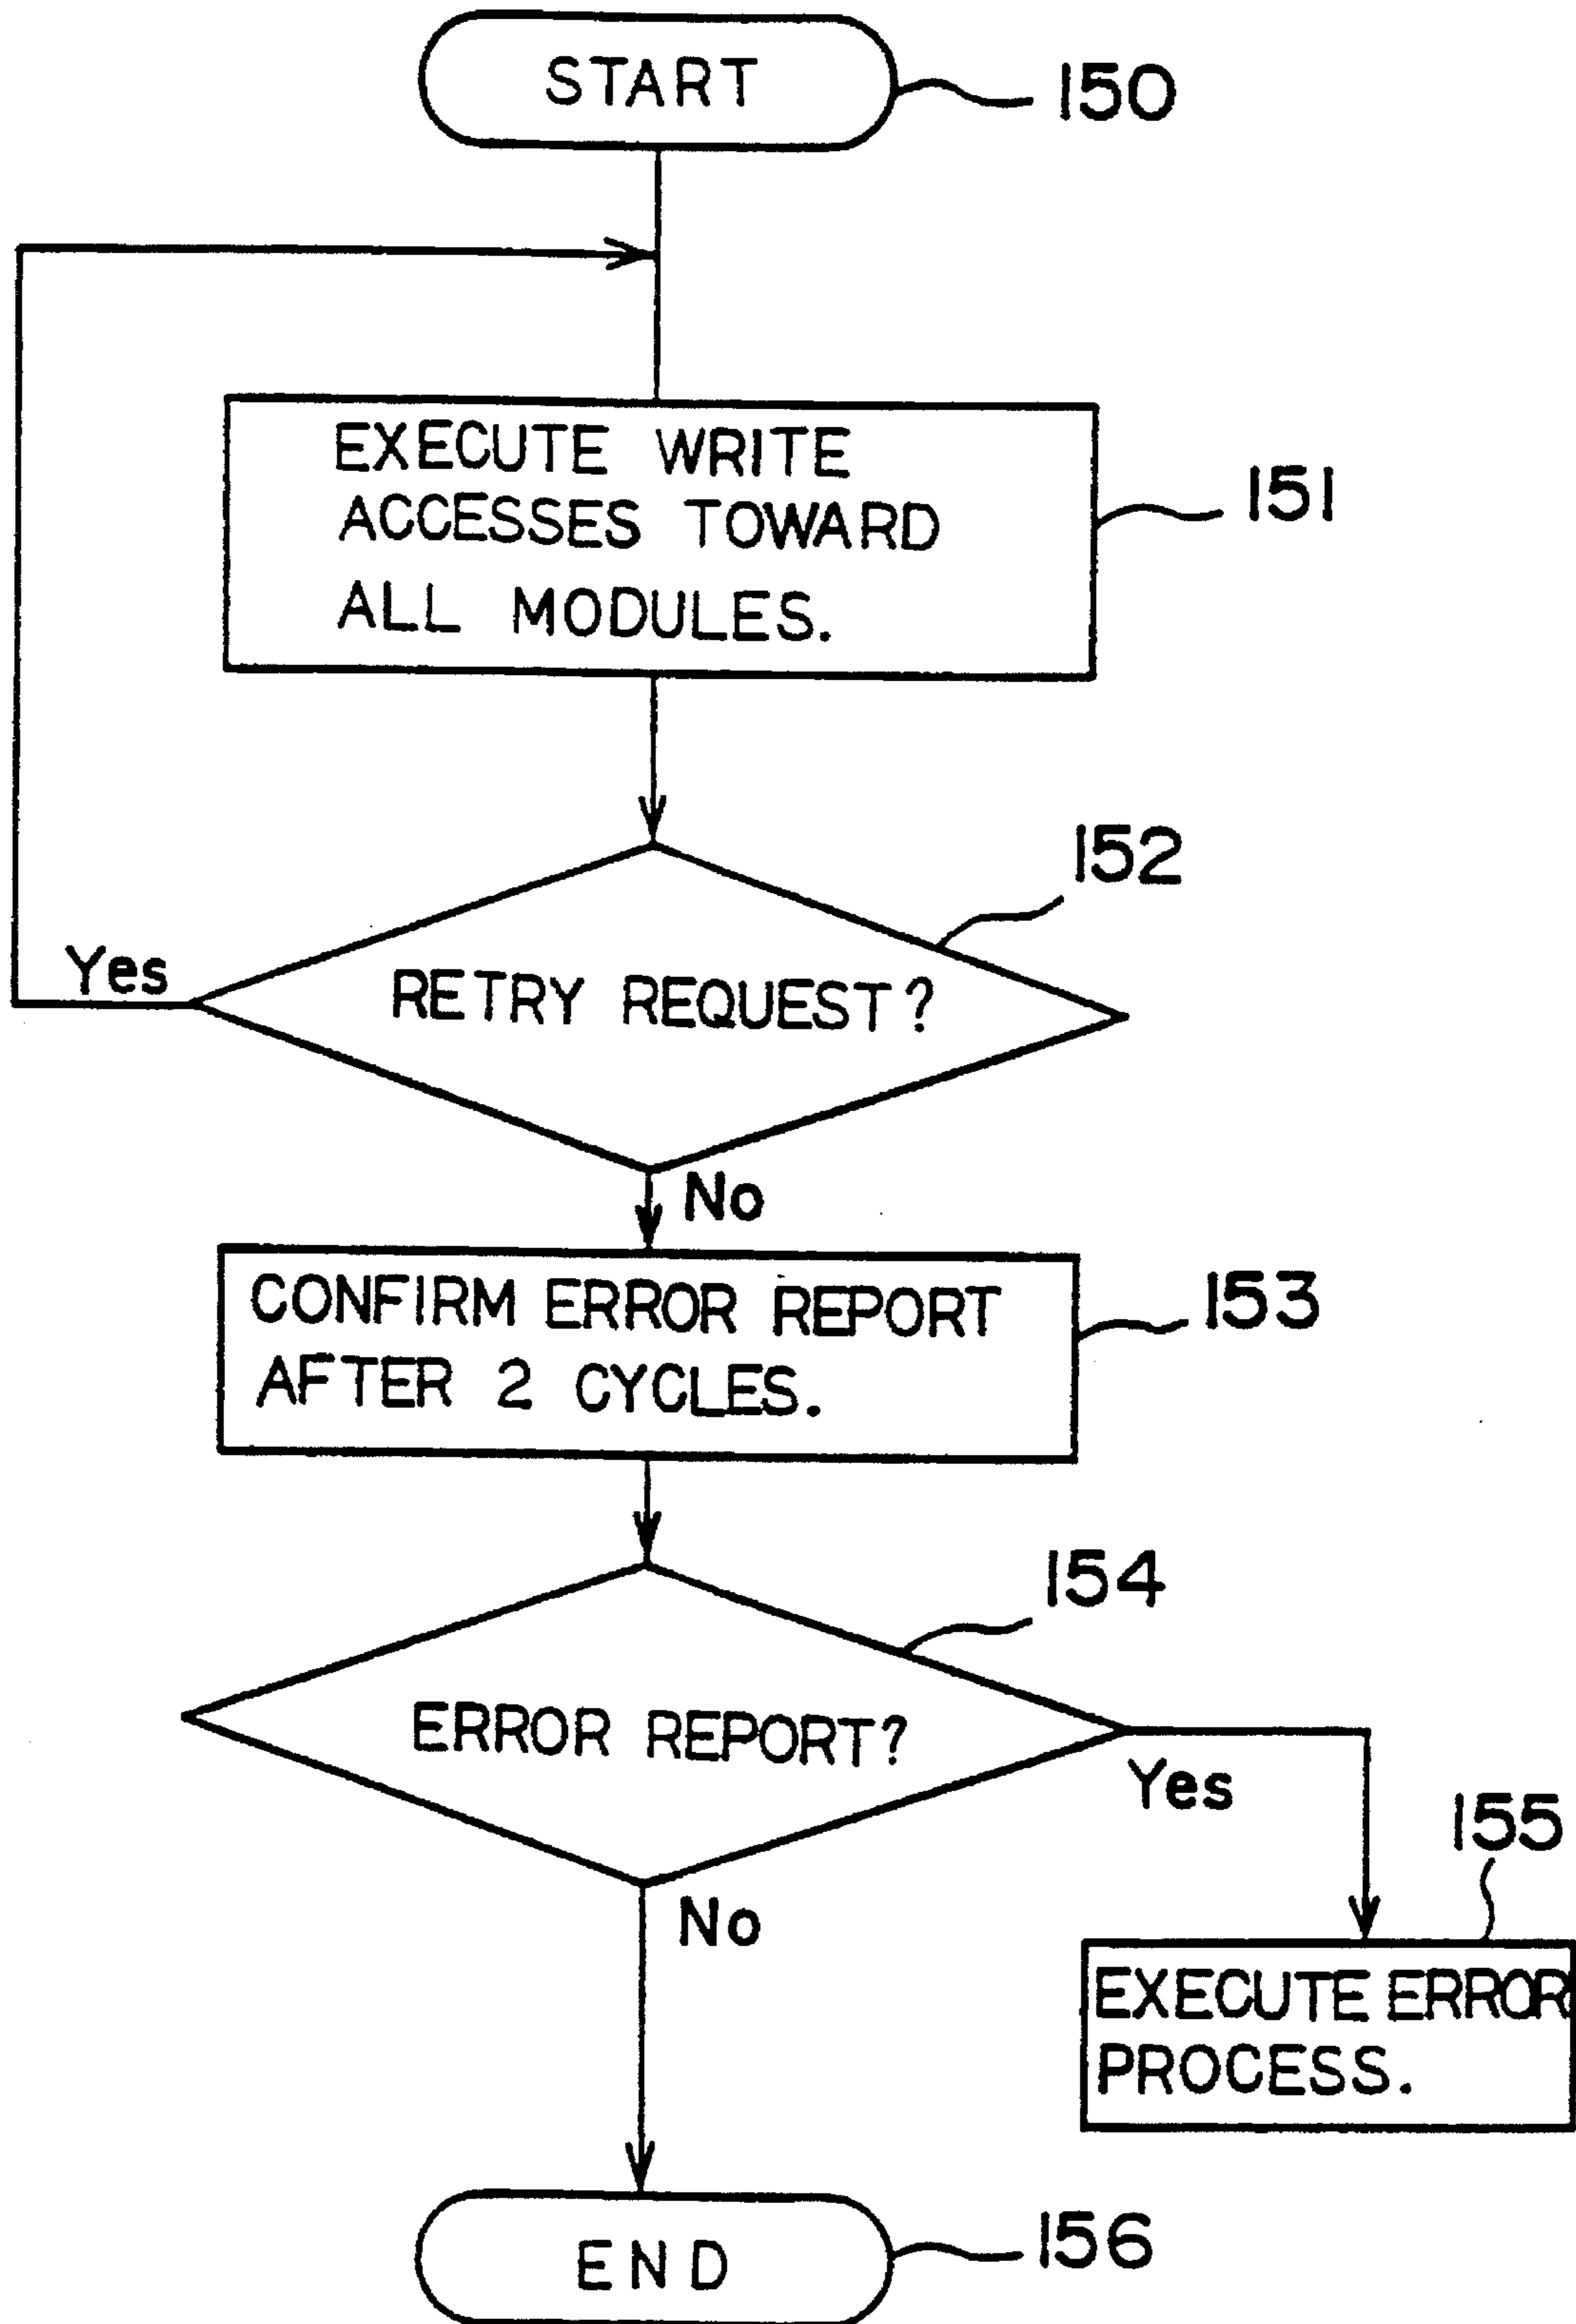 START
150
EXECUTE WRITE
ACCESSES TOWARD
ALL MODULES.
151
152
Yes
RETRY REQUEST?
No
CONFIRM ERROR REPORT
AFTER 2 CYCLES.
153
154
ERROR REPORT?
Yes
155
No
EXECUTE ERROR
PROCESS.
END
156